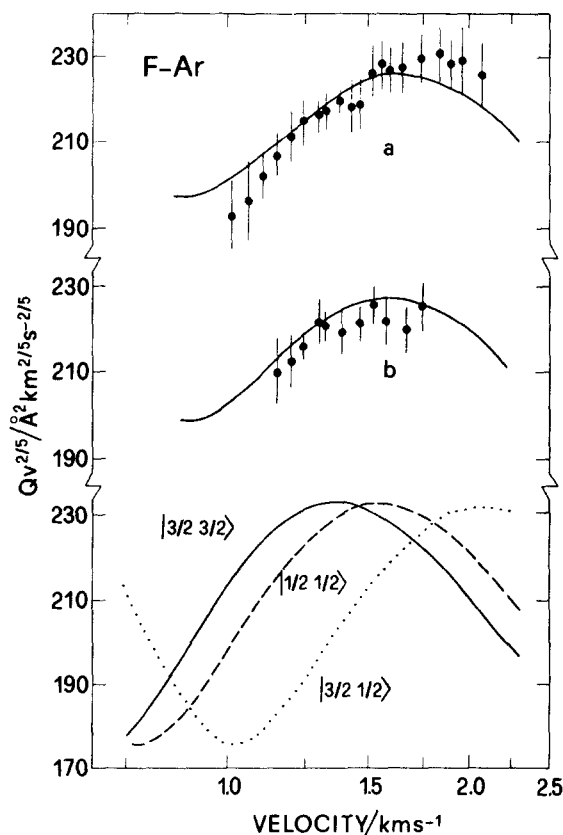 F-Ar
230
210
190
a
230
210
190
b
Qv^{2/5}/Å^2 km^{2/5}s^{-2/5}
230
210
190
170
|3/2 3/2⟩
|1/2 1/2⟩
|3/2 1/2⟩
1.0 1.5 2.0 2.5
VELOCITY/kms⁻¹